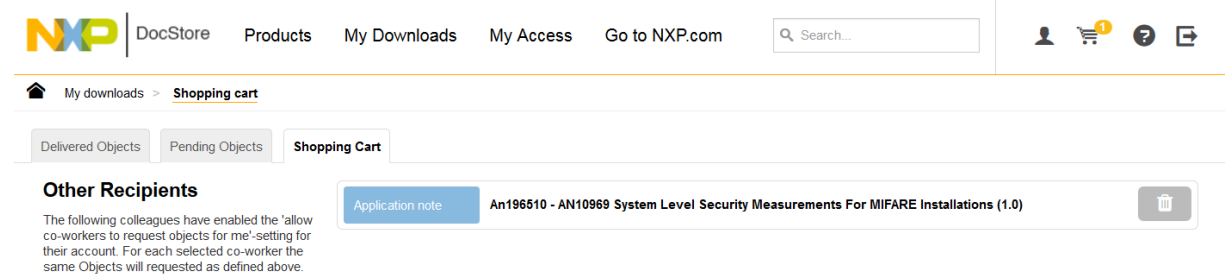 NXP DocStore Products My Downloads My Access Go to NXP.com Search... 1 ?
My downloads > Shopping cart
Delivered Objects Pending Objects Shopping Cart
Other Recipients
The following colleagues have enabled the 'allow
co-workers to request objects for me'-setting for
their account. For each selected co-worker the
same Objects will requested as defined above.
Application note An196510 - AN10969 System Level Security Measurements For MIFARE Installations (1.0)